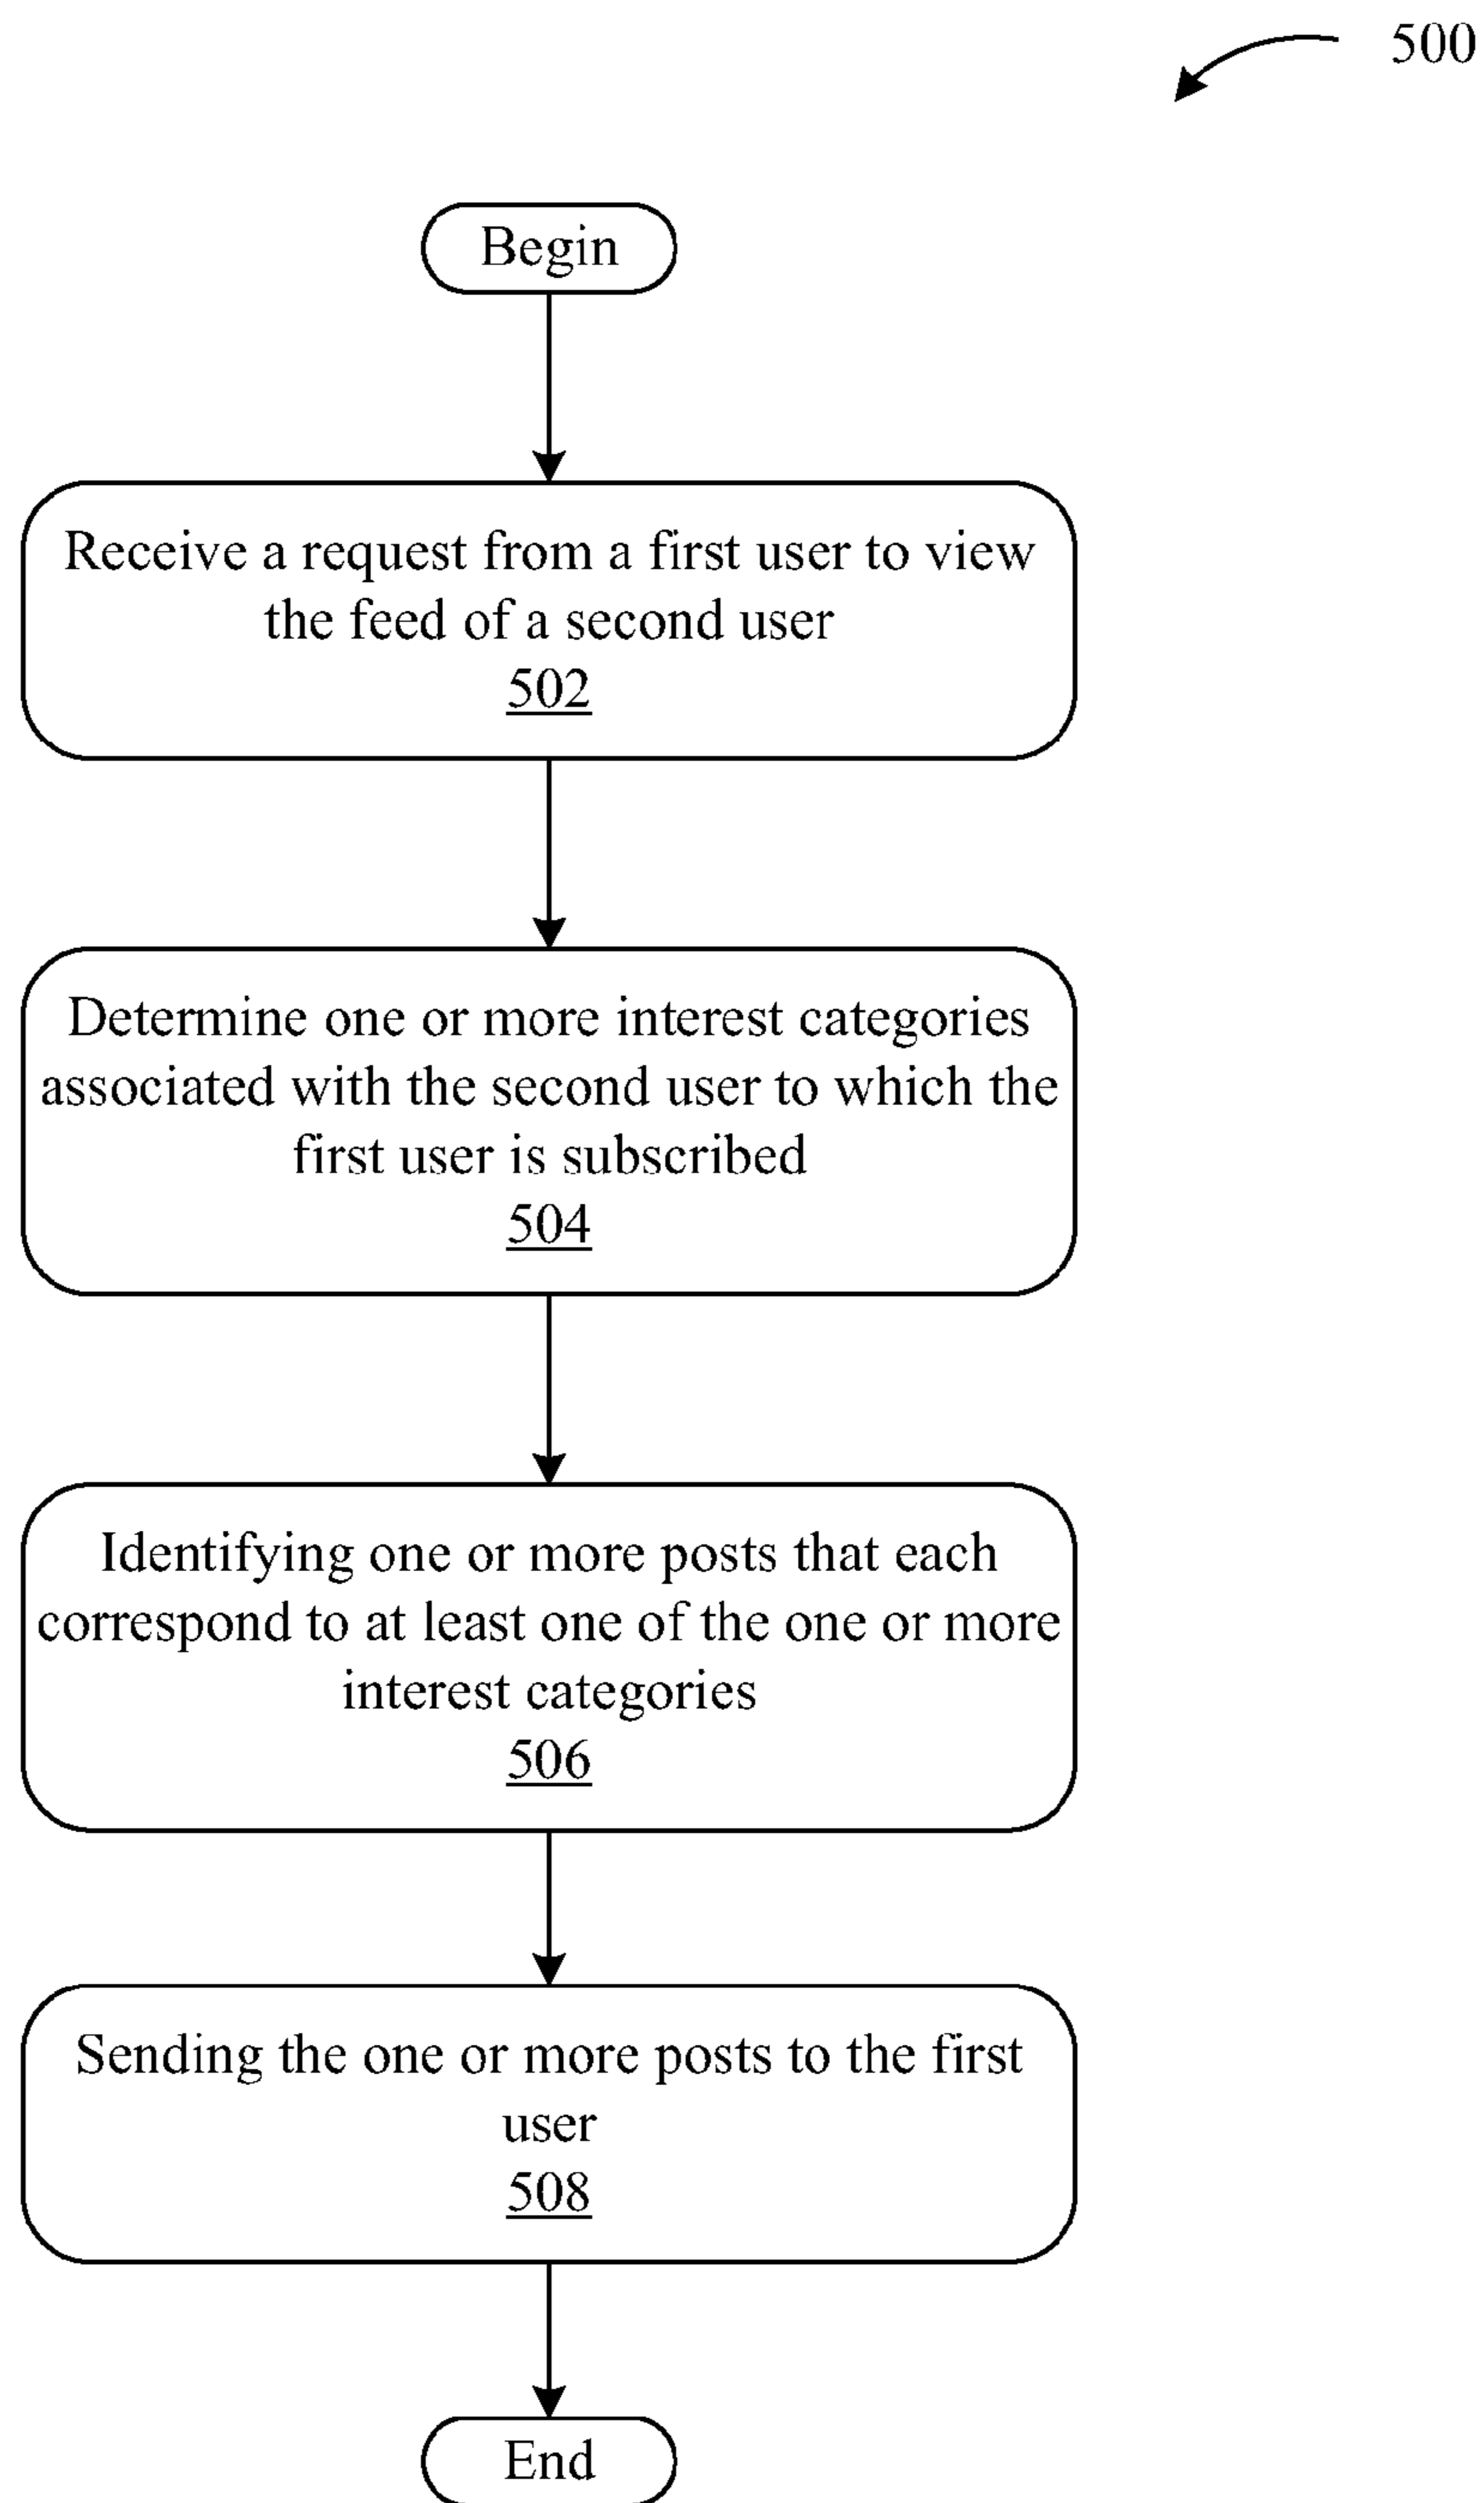 500
Begin
Receive a request from a first user to view
the feed of a second user
502
Determine one or more interest categories
associated with the second user to which the
first user is subscribed
504
Identifying one or more posts that each
correspond to at least one of the one or more
interest categories
506
Sending the one or more posts to the first
user
508
End